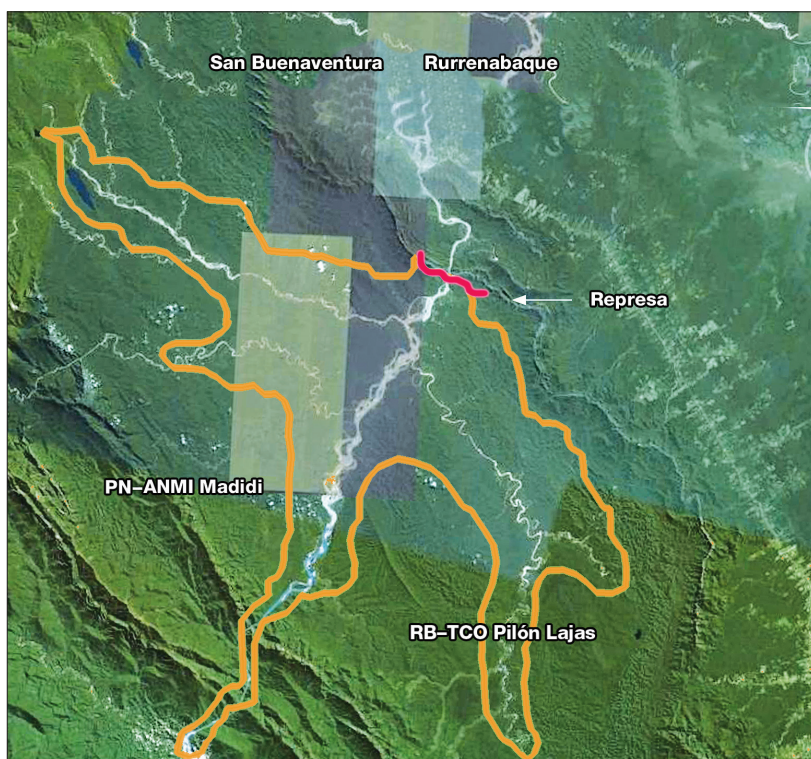 San Buenaventura
Rurrenabaque
Represa
PN–ANMI Madidi
RB–TCO Pilón Lajas